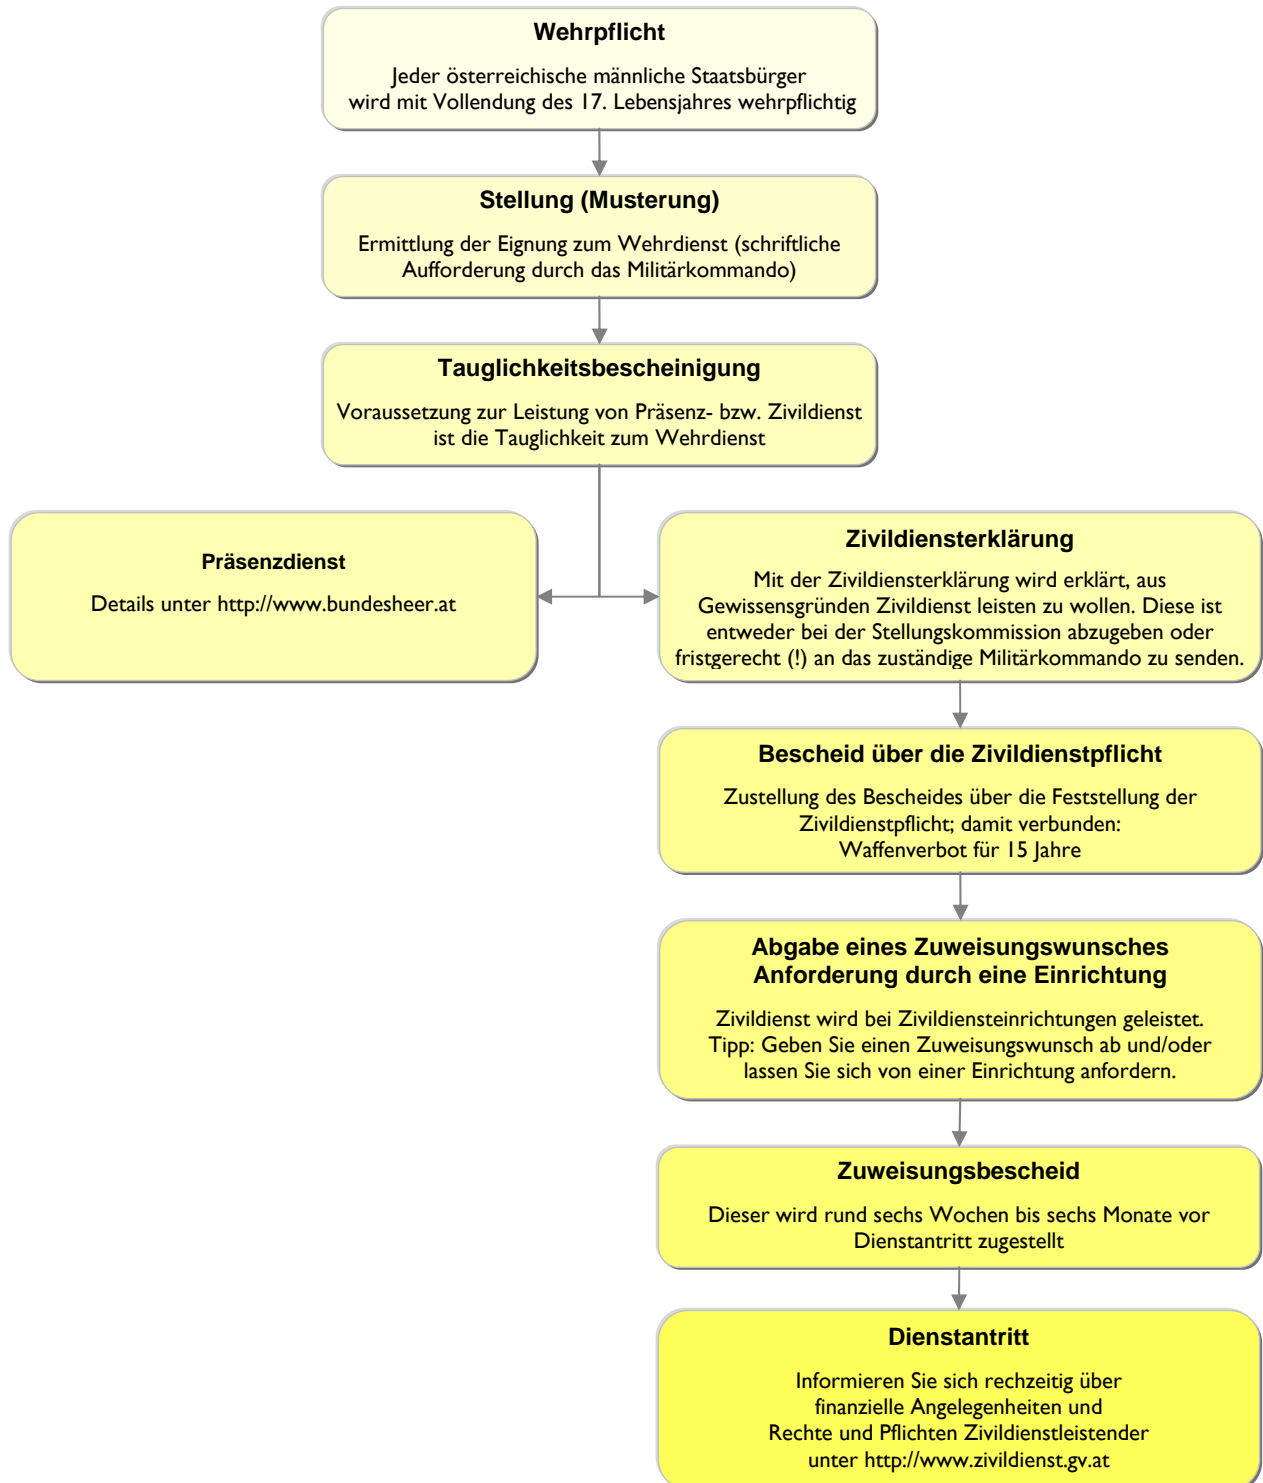 Wehrpflicht
Jeder österreichische männliche Staatsbürger
wird mit Vollendung des 17. Lebensjahres wehrpflichtig
Stellung (Musterung)
Ermittlung der Eignung zum Wehrdienst (schriftliche
Aufforderung durch das Militärkommando)
Tauglichkeitsbescheinigung
Voraussetzung zur Leistung von Präsenz- bzw. Zivildienst
ist die Tauglichkeit zum Wehrdienst
Präsenzdienst
Details unter http://www.bundesheer.at
Zivildiensterklärung
Mit der Zivildiensterklärung wird erklärt, aus
Gewissensgründen Zivildienst leisten zu wollen. Diese ist
entweder bei der Stellungskommission abzugeben oder
fristgerecht (!) an das zuständige Militärkommando zu senden.
Bescheid über die Zivildienstpflicht
Zustellung des Bescheides über die Feststellung der
Zivildienstpflicht; damit verbunden:
Waffenverbot für 15 Jahre
Abgabe eines Zuweisungswunsches
Anforderung durch eine Einrichtung
Zivildienst wird bei Zivildiensteinrichtungen geleistet.
Tipp: Geben Sie einen Zuweisungswunsch ab und/oder
lassen Sie sich von einer Einrichtung anfordern.
Zuweisungsbescheid
Dieser wird rund sechs Wochen bis sechs Monate vor
Dienstantritt zugestellt
Dienstantritt
Informieren Sie sich rechzeitig über
finanzielle Angelegenheiten und
Rechte und Pflichten Zivildienstleistender
unter http://www.zivildienst.gv.at